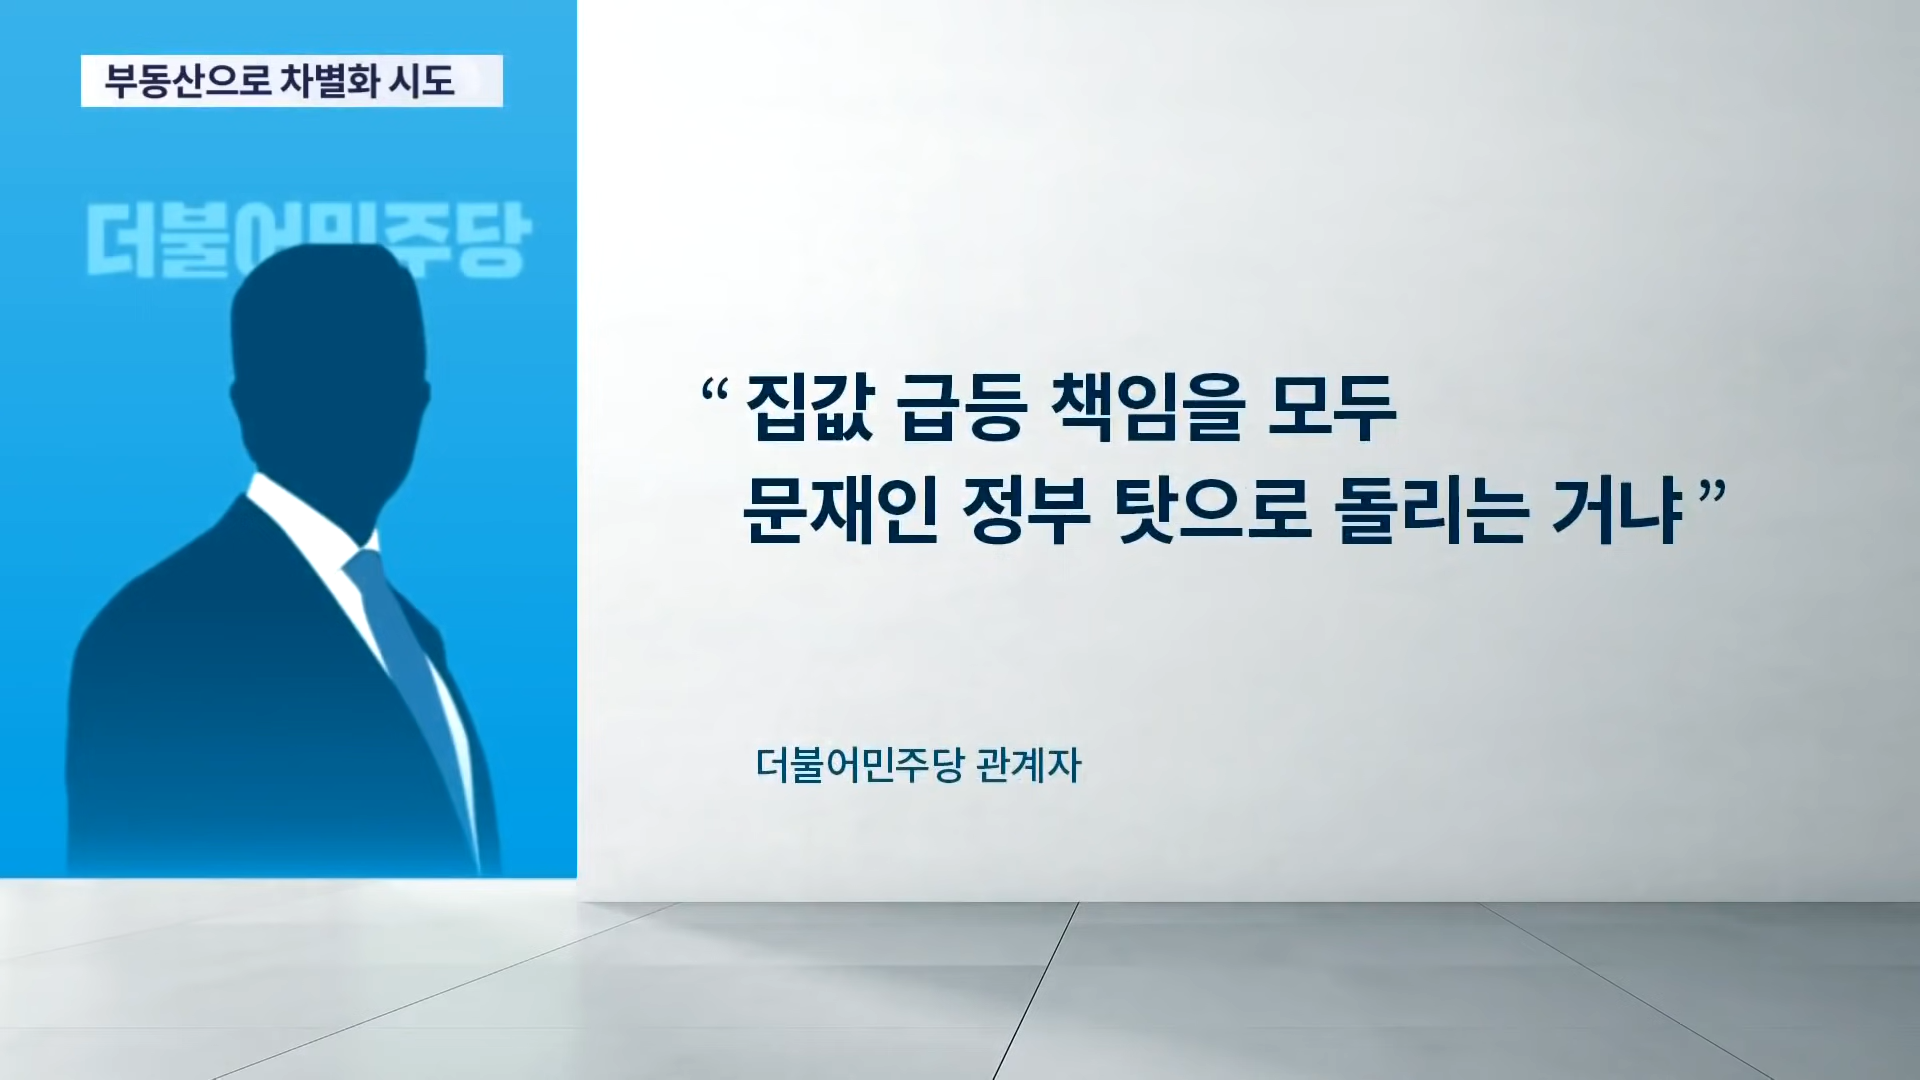 부동산으로 차별화 시도
더불어민주당
“ 집값 급등 책임을 모두
문재인 정부 탓으로 돌리는 거냐 ”
더불어민주당 관계자